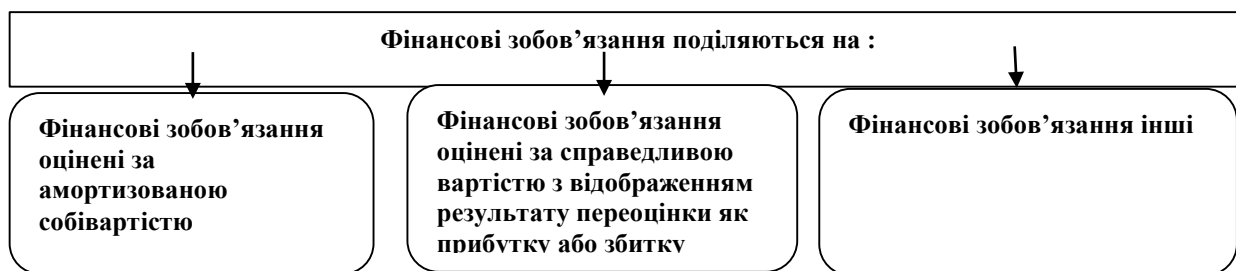 Фінансові зобов’язання поділяються на :
Фінансові зобов’язання
оцінені за
амортизованою
собівартістю
Фінансові зобов’язання
оцінені за справедливою
вартістю з відображенням
результату переоцінки як
прибутку або збитку
Фінансові зобов’язання інші